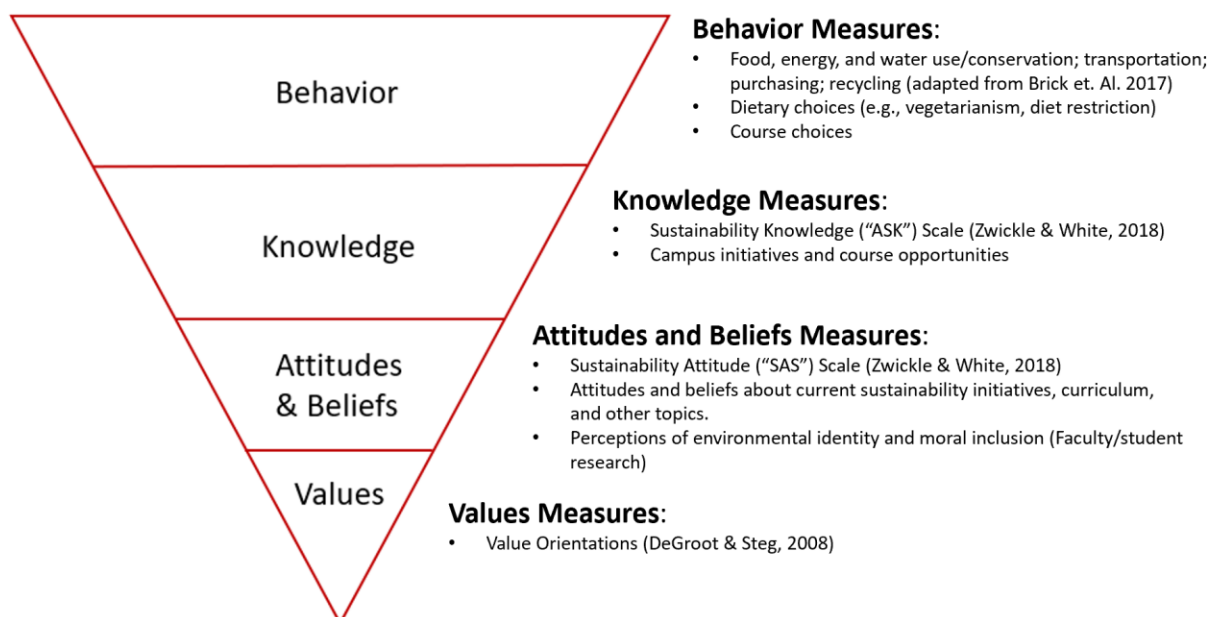 Behavior
Behavior Measures:
• Food, energy, and water use/conservation; transportation;
purchasing; recycling (adapted from Brick et. Al. 2017)
• Dietary choices (e.g., vegetarianism, diet restriction)
• Course choices
Knowledge
Knowledge Measures:
• Sustainability Knowledge (“ASK”) Scale (Zwickle & White, 2018)
• Campus initiatives and course opportunities
Attitudes
& Beliefs
Attitudes and Beliefs Measures:
• Sustainability Attitude (“SAS”) Scale (Zwickle & White, 2018)
• Attitudes and beliefs about current sustainability initiatives, curriculum,
and other topics.
• Perceptions of environmental identity and moral inclusion (Faculty/student
research)
Values
Values Measures:
• Value Orientations (DeGroot & Steg, 2008)